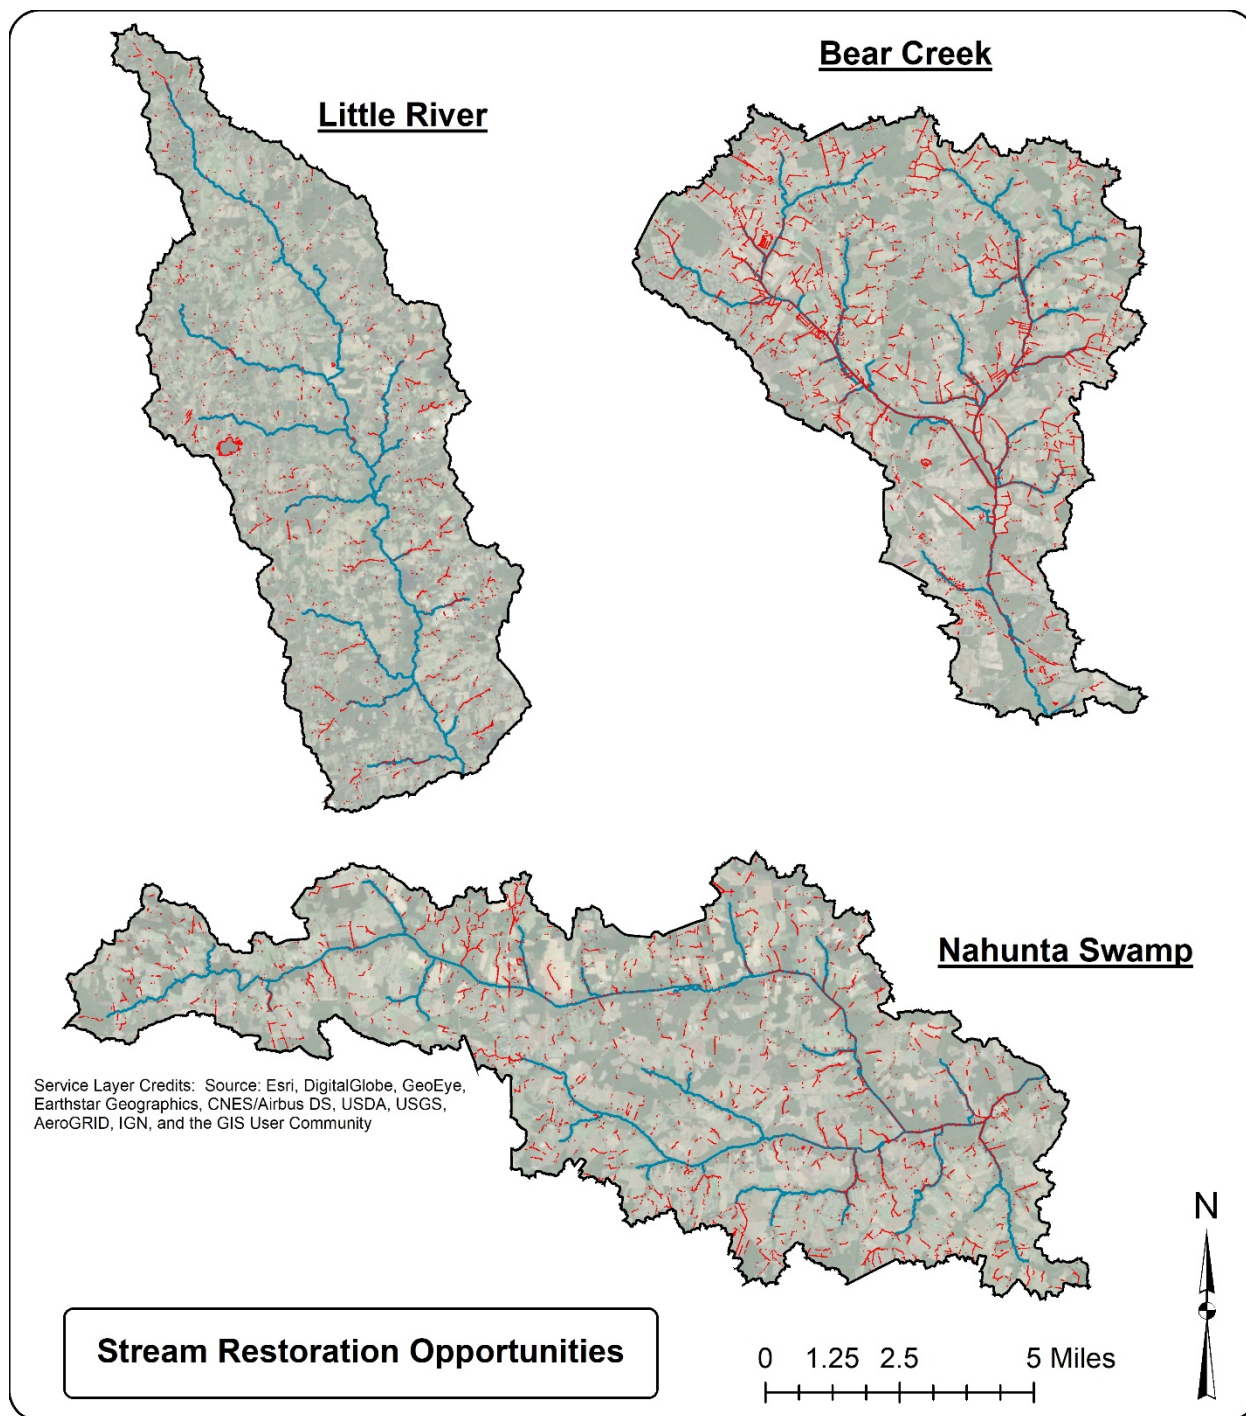 Bear Creek
Little River
Nahunta Swamp
Service Layer Credits: Source: Esri, DigitalGlobe, GeoEye,
Earthstar Geographics, CNES/Airbus DS, USDA, USGS,
AeroGRID, IGN, and the GIS User Community
N
Stream Restoration Opportunities
0 1.25 2.5 5 Miles